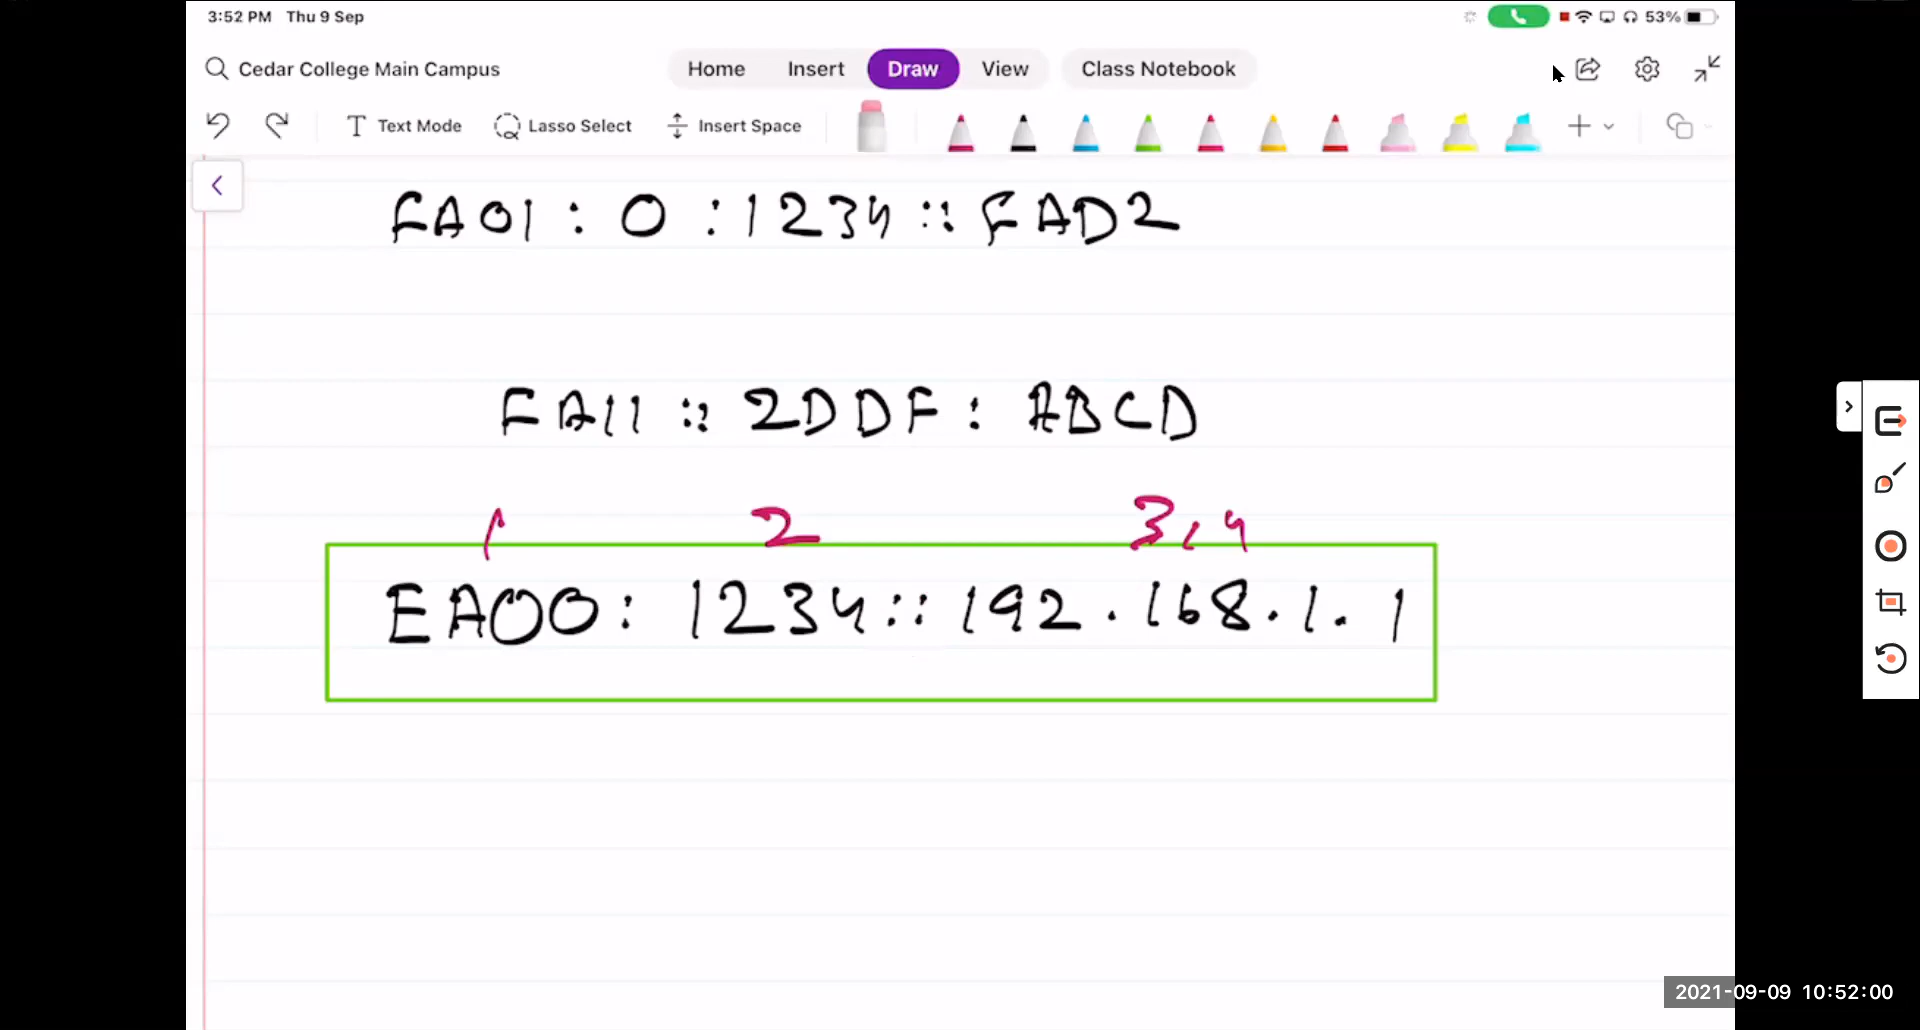 3:52 PM Thu 9 Sep
53%
Cedar College Main Campus
Home Insert Draw View Class Notebook
Text Mode Lasso Select Insert Space
FA01 : 0 : 1234 :: FAD2
FA11 :: 2DDF : ABCD
1 2 3,4
EA00 : 1234 :: 192.168.1.1
2021-09-09 10:52:00